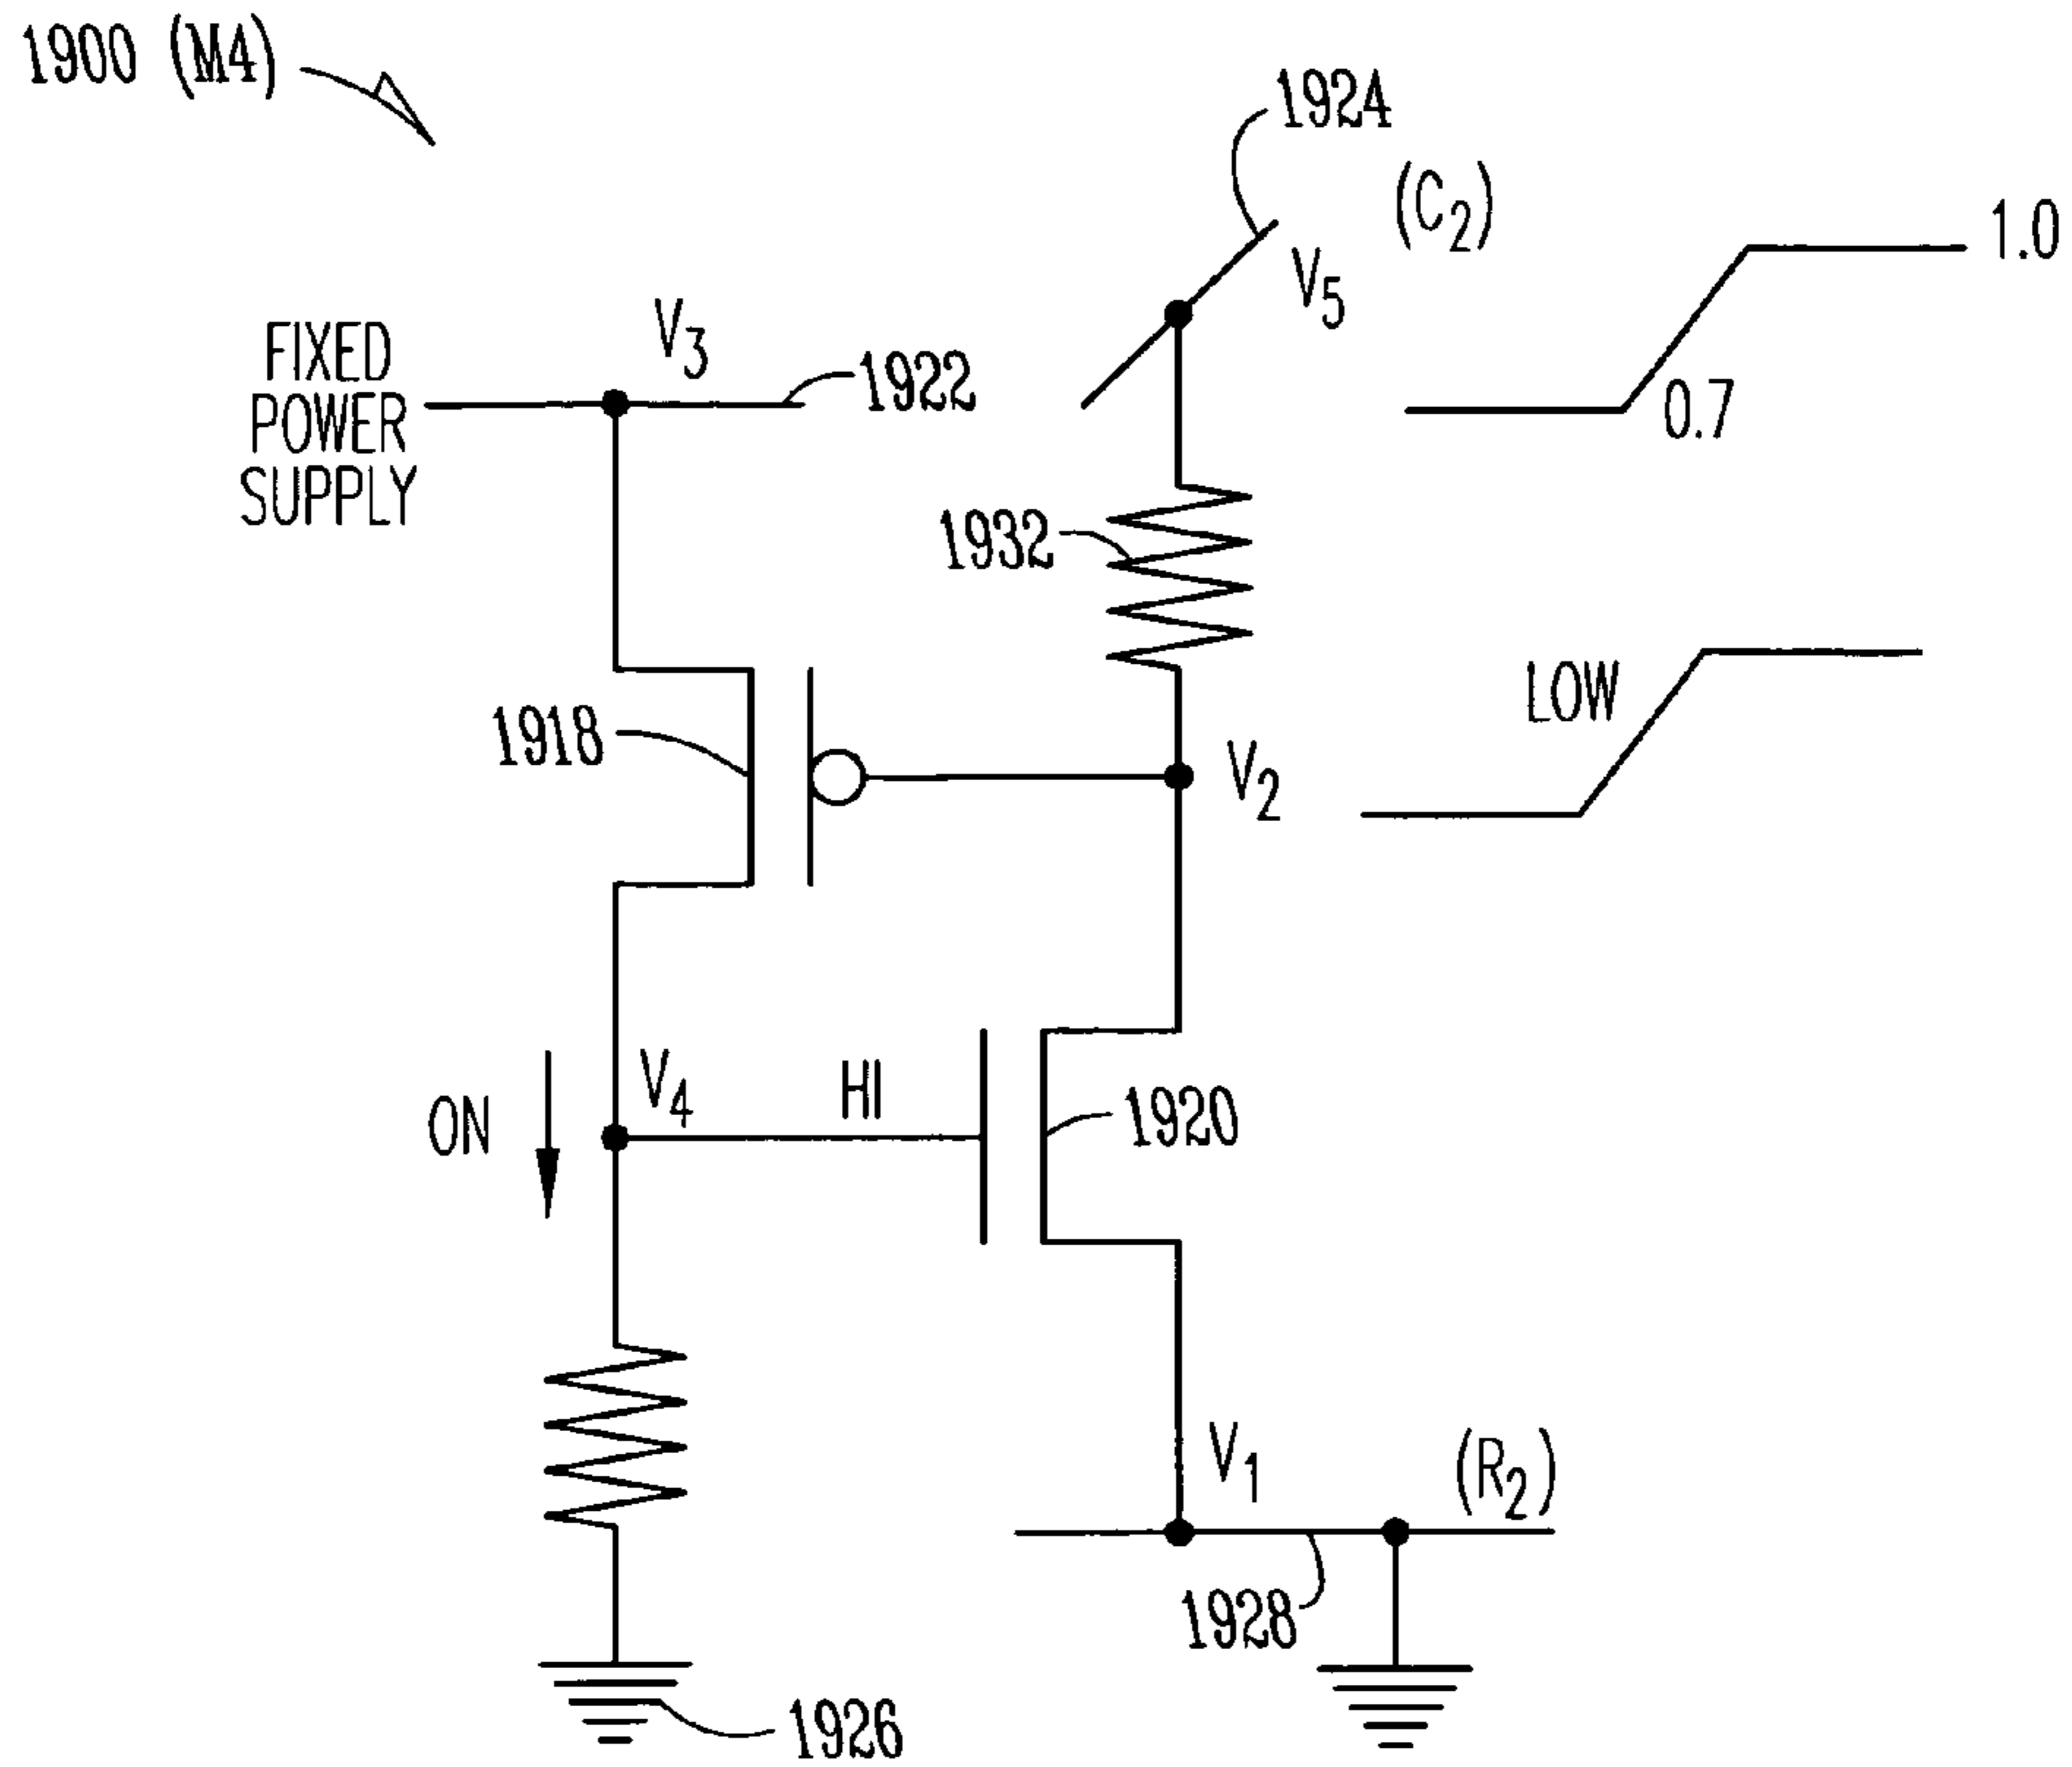 1900 (M4)
1924
(C2)
1.0
V5
V3
FIXED
POWER
SUPPLY
1922
0.7
1932
LOW
1918
V2
V4
HI
ON
1920
V1
(R2)
1928
1926